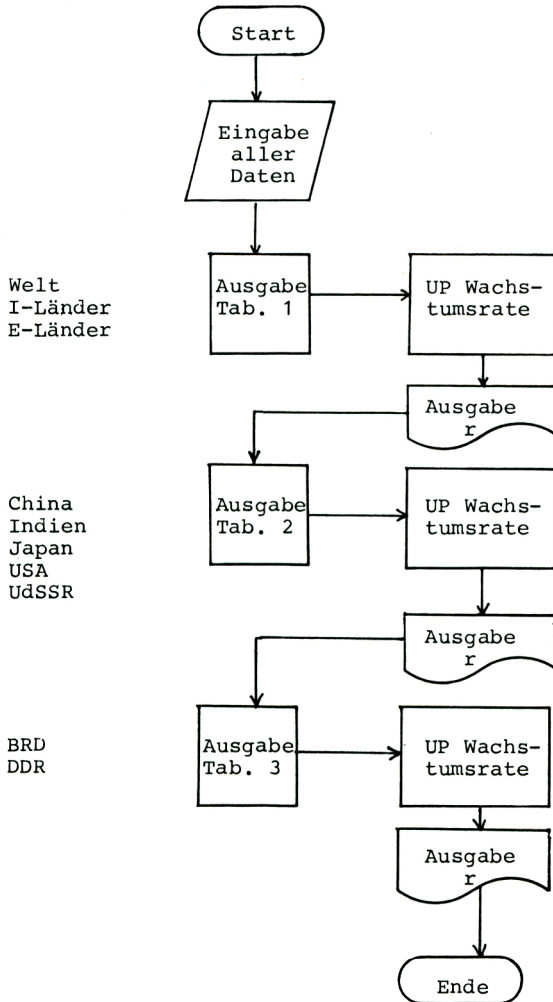 Start
Eingabe
aller
Daten
Welt
I-Länder
E-Länder
Ausgabe
Tab. 1
UP Wachs-
tumsrate
Ausgabe
r
China
Indien
Japan
USA
UdSSR
Ausgabe
Tab. 2
UP Wachs-
tumsrate
Ausgabe
r
BRD
DDR
Ausgabe
Tab. 3
UP Wachs-
tumsrate
Ausgabe
r
Ende